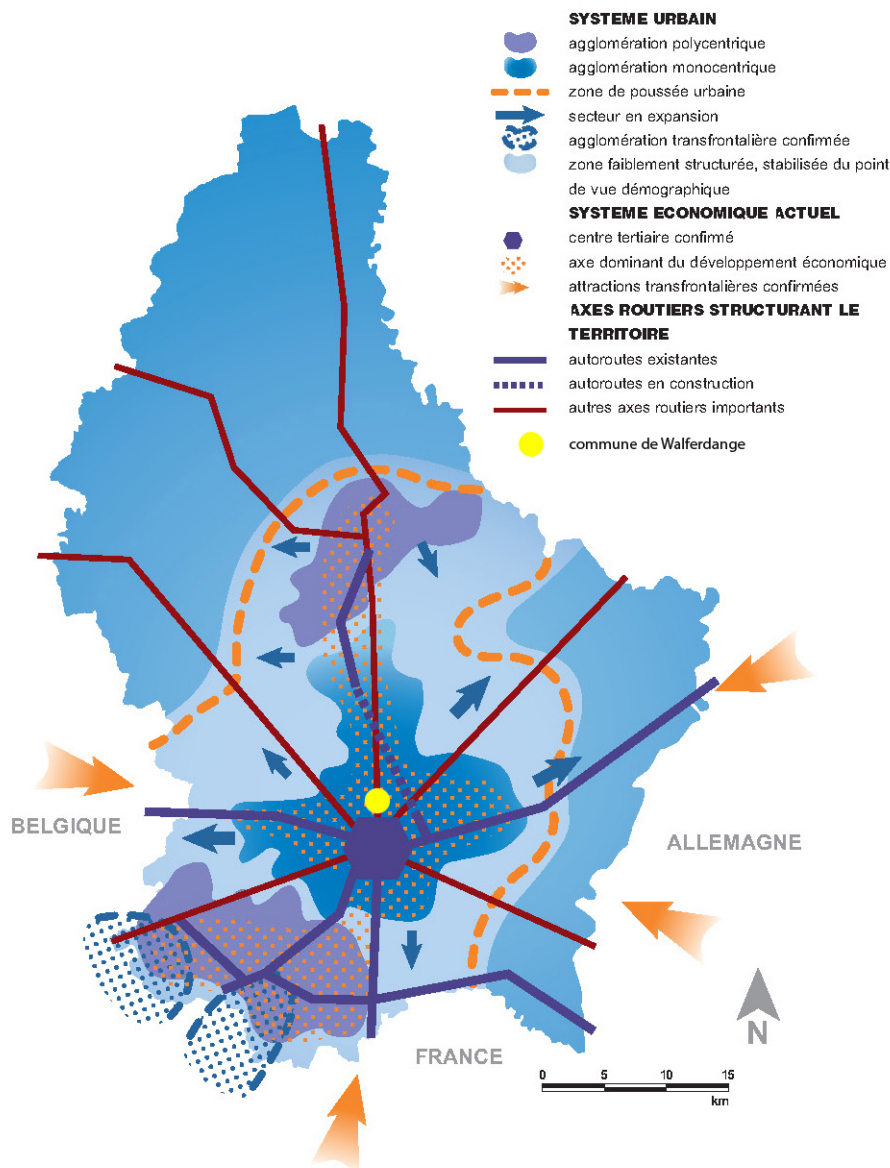 SYSTEME URBAIN
agglomération polycentrique
agglomération monocentrique
zone de poussée urbaine
secteur en expansion
agglomération transfrontalière confirmée
zone faiblement structurée, stabilisée du point
de vue démographique
SYSTEME ECONOMIQUE ACTUEL
centre tertiaire confirmé
axe dominant du développement économique
attractions transfrontalières confirmées
AXES ROUTIERS STRUCTURANT LE
TERRITOIRE
autoroutes existantes
autoroutes en construction
autres axes routiers importants
commune de Walferdange
BELGIQUE
ALLEMAGNE
FRANCE
N
0 5 10 15
km